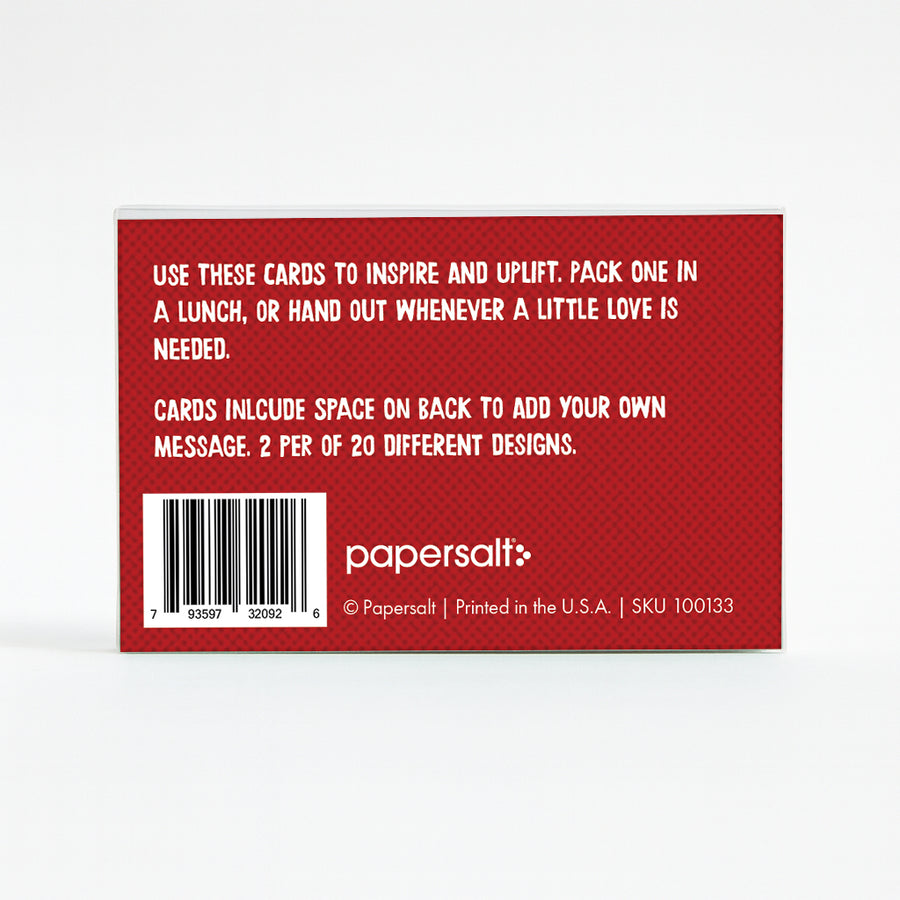 USE THESE CARDS TO INSPIRE AND UPLIFT. PACK ONE IN
A LUNCH, OR HAND OUT WHENEVER A LITTLE LOVE IS
NEEDED.
CARDS INLCUDE SPACE ON BACK TO ADD YOUR OWN
MESSAGE. 2 PER OF 20 DIFFERENT DESIGNS.
papersalt®
© Papersalt | Printed in the U.S.A. | SKU 100133
7 93597 32092 6